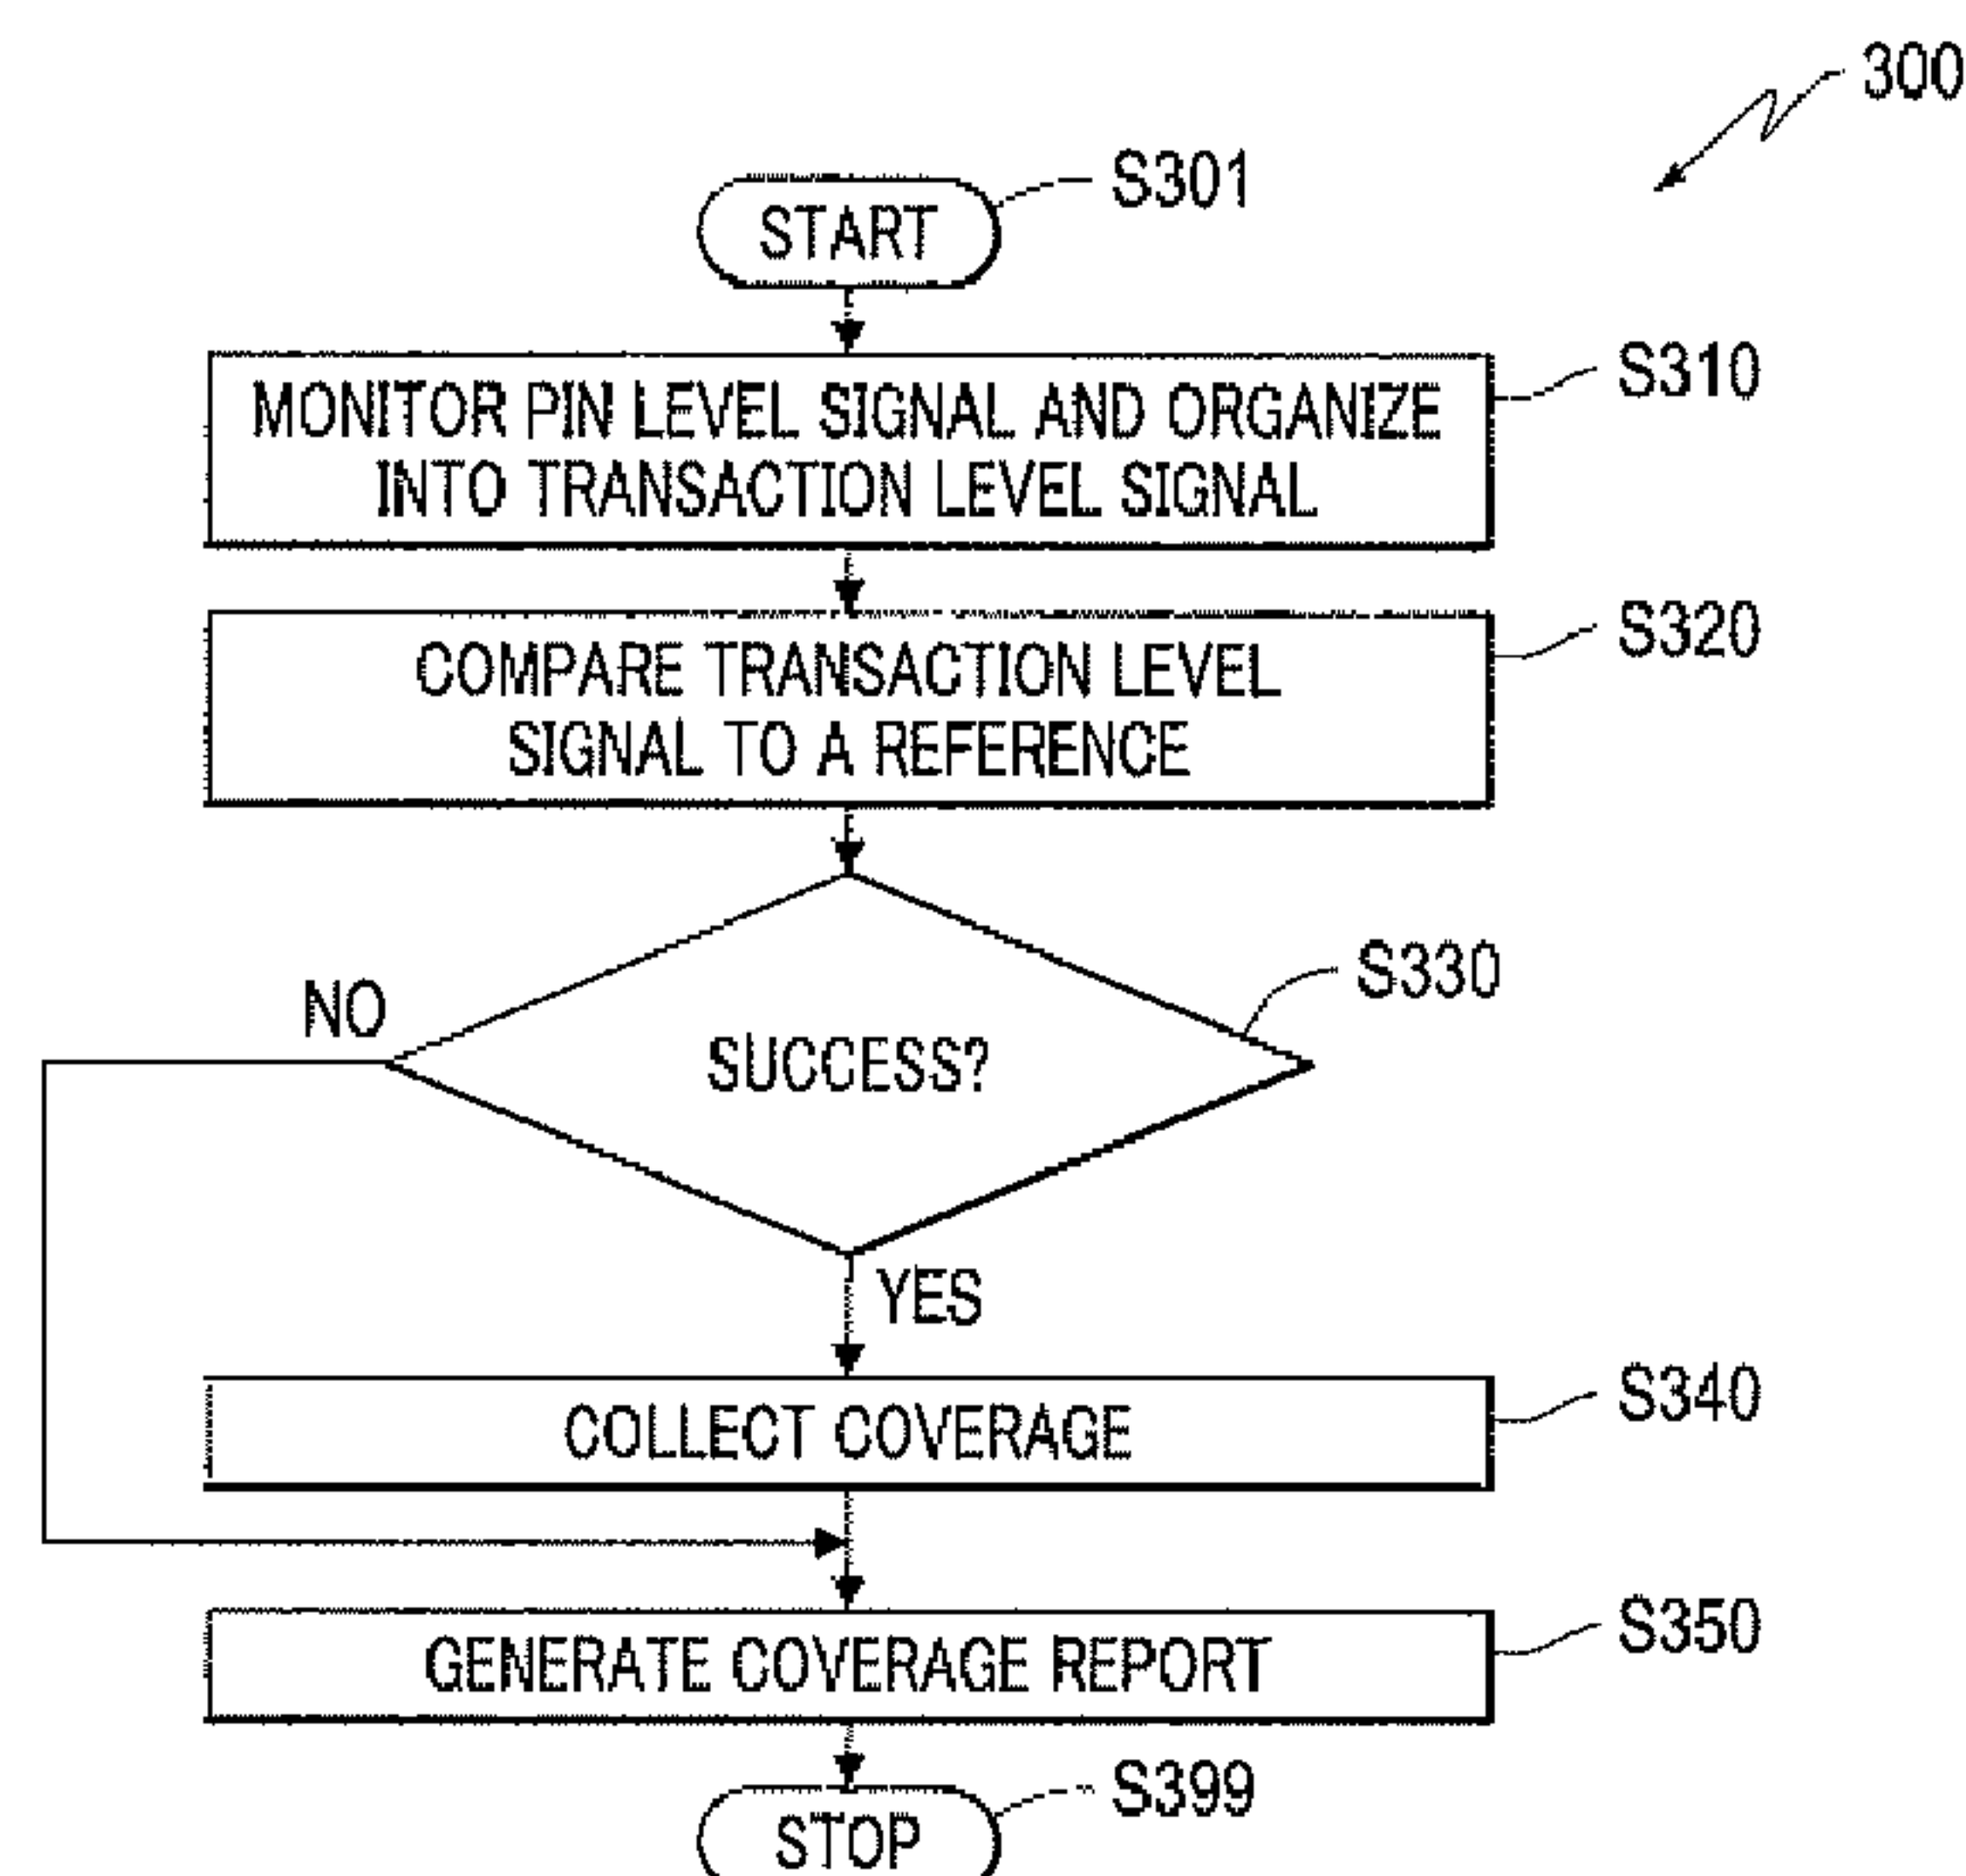 300
S301
START
S310
MONITOR PIN LEVEL SIGNAL AND ORGANIZE
INTO TRANSACTION LEVEL SIGNAL
S320
COMPARE TRANSACTION LEVEL
SIGNAL TO A REFERENCE
S330
NO
SUCCESS?
YES
S340
COLLECT COVERAGE
S350
GENERATE COVERAGE REPORT
S399
STOP